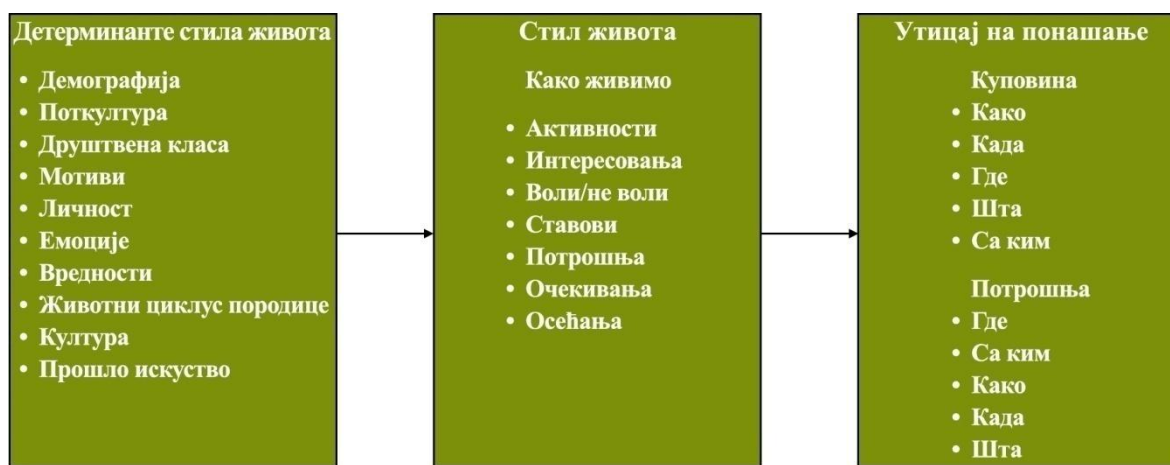 Детерминанте стила живота
• Демографија
• Поткултура
• Друштвена класа
• Мотиви
• Личност
• Емоције
• Вредности
• Животни циклус породице
• Култура
• Прошло искуство
Стил живота
Како живимо
• Активности
• Интересовања
• Воли/не воли
• Ставови
• Потрошња
• Очекивања
• Осећања
Утицај на понашање
Куповина
• Како
• Када
• Где
• Шта
• Са ким
Потрошња
• Где
• Са ким
• Како
• Када
• Шта